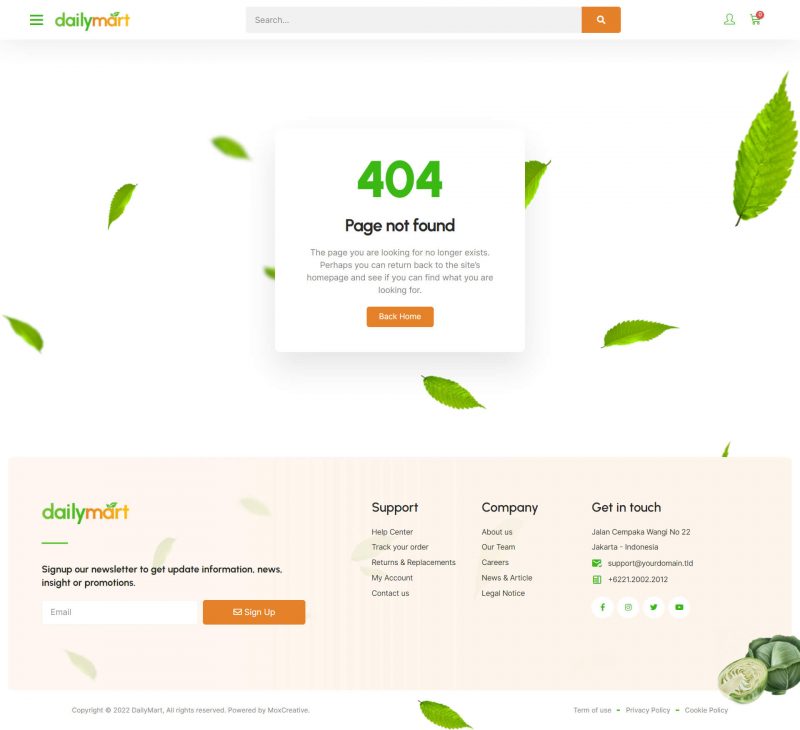 dailymart
Search...
0
404
Page not found
The page you are looking for no longer exists.
Perhaps you can return back to the site's
homepage and see if you can find what you are
looking for.
Back Home
dailymart
Signup our newsletter to get update information, news,
insight or promotions.
Email
Sign Up
Support
Help Center
Track your order
Returns & Replacements
My Account
Contact us
Company
About us
Our Team
Careers
News & Article
Legal Notice
Get in touch
Jalan Cempaka Wangi No 22
Jakarta - Indonesia
support@yourdomain.tld
+6221.2002.2012
Copyright © 2022 DailyMart, All rights reserved. Powered by MoxCreative.
Term of use - Privacy Policy - Cookie Policy